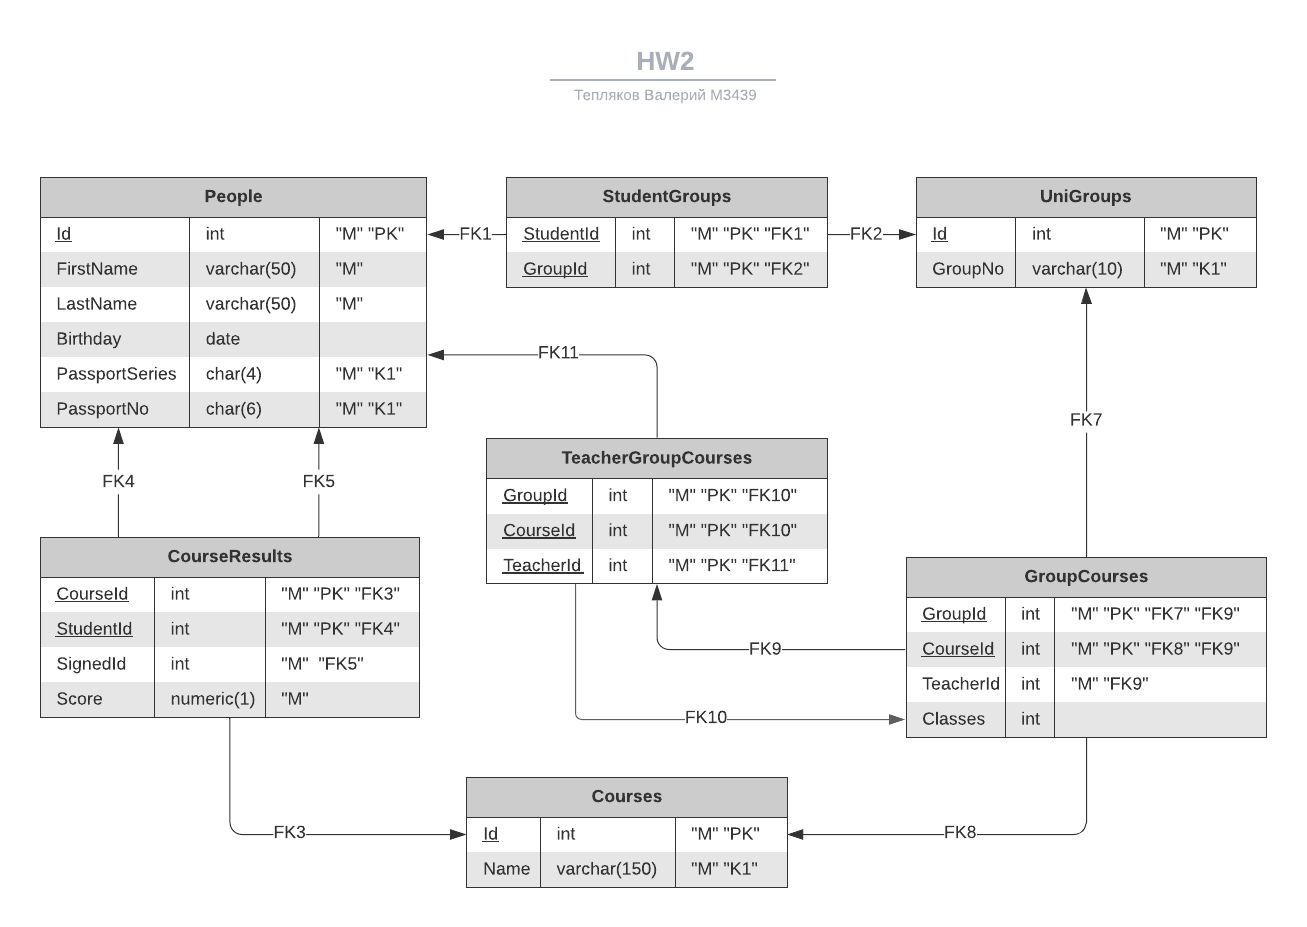 HW2
Тепляков Валерий M3439
People
Id int "M" "PK"
FirstName varchar(50) "M"
LastName varchar(50) "M"
Birthday date
PassportSeries char(4) "M" "K1"
PassportNo char(6) "M" "K1"
FK1
StudentGroups
StudentId int "M" "PK" "FK1"
GroupId int "M" "PK" "FK2"
FK2
UniGroups
Id int "M" "PK"
GroupNo varchar(10) "M" "K1"
FK11
FK7
FK4
FK5
TeacherGroupCourses
GroupId int "M" "PK" "FK10"
CourseId int "M" "PK" "FK10"
TeacherId int "M" "PK" "FK11"
CourseResults
CourseId int "M" "PK" "FK3"
StudentId int "M" "PK" "FK4"
SignedId int "M" "FK5"
Score numeric(1) "M"
GroupCourses
GroupId int "M" "PK" "FK7" "FK9"
CourseId int "M" "PK" "FK8" "FK9"
TeacherId int "M" "FK9"
Classes int
FK9
FK10
Courses
Id int "M" "PK"
Name varchar(150) "M" "K1"
FK3
FK8